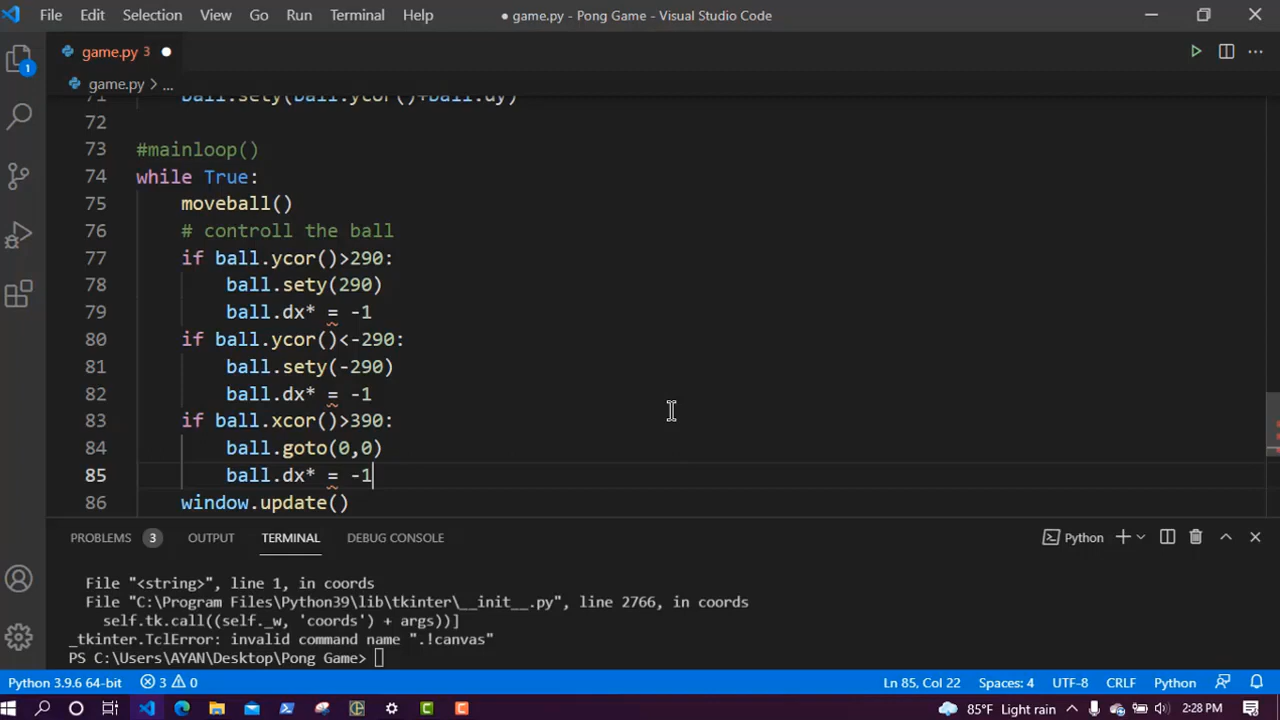 File Edit Selection View Go Run Terminal Help ● game.py - Pong Game - Visual Studio Code
game.py 3 ●
game.py > ...
1
71 ball.sety(ball.ycor()+ball.dy)
72
73 #mainloop()
74 while True:
75 moveball()
76 # controll the ball
77 if ball.ycor()>290:
78 ball.sety(290)
79 ball.dx* = -1
80 if ball.ycor()<-290:
81 ball.sety(-290)
82 ball.dx* = -1
83 if ball.xcor()>390:
84 ball.goto(0,0)
85 ball.dx* = -1
86 window.update()
PROBLEMS 3 OUTPUT TERMINAL DEBUG CONSOLE Python
File "<string>", line 1, in coords
File "C:\Program Files\Python39\lib\tkinter\__init__.py", line 2766, in coords
self.tk.call((self._w, 'coords') + args))]
_tkinter.TclError: invalid command name ".!canvas"
PS C:\Users\AYAN\Desktop\Pong Game>
Python 3.9.6 64-bit 3 0 Ln 85, Col 22 Spaces: 4 UTF-8 CRLF Python
85°F Light rain 2:28 PM